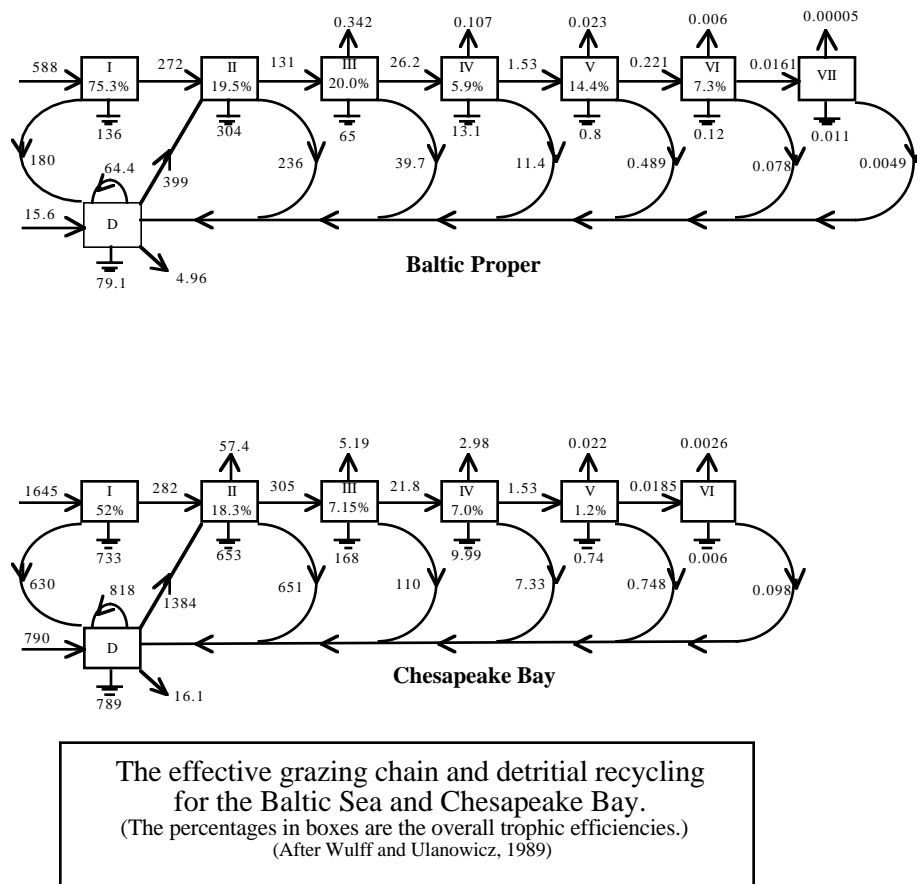 0.342 0.107 0.023 0.006 0.00005
588 I 272 II 131 III 26.2 IV 1.53 V 0.221 VI 0.0161 VII
75.3% 19.5% 20.0% 5.9% 14.4% 7.3%
136 304 65 13.1 0.8 0.12 0.011
180 64.4 399 236 39.7 11.4 0.489 0.078 0.0049
15.6 D
Baltic Proper
79.1 4.96
57.4 5.19 2.98 0.022 0.0026
1645 I 282 II 305 III 21.8 IV 1.53 V 0.0185 VI
52% 18.3% 7.15% 7.0% 1.2%
733 653 168 9.99 0.74 0.006
630 818 1384 651 110 7.33 0.748 0.098
790 D
Chesapeake Bay
789 16.1
The effective grazing chain and detritial recycling
for the Baltic Sea and Chesapeake Bay.
(The percentages in boxes are the overall trophic efficiencies.)
(After Wulff and Ulanowicz, 1989)